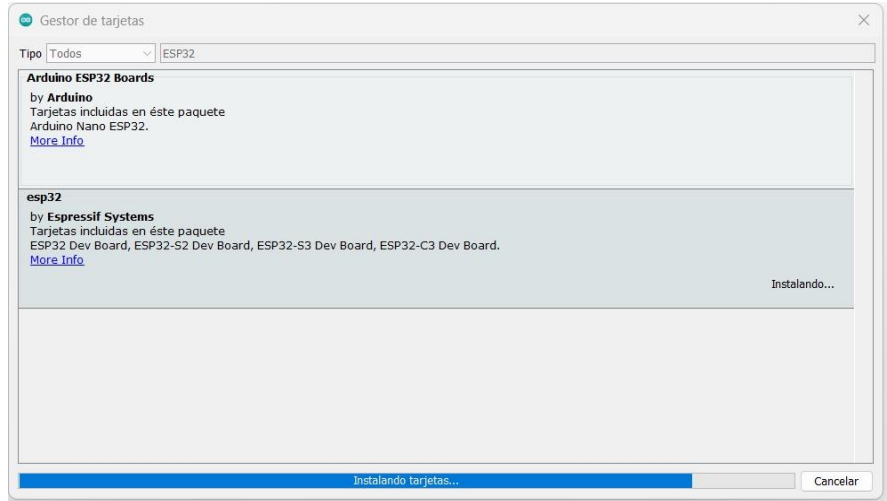 Gestor de tarjetas
Tipo Todos ESP32
Arduino ESP32 Boards
by Arduino
Tarjetas incluidas en éste paquete
Arduino Nano ESP32.
More Info
esp32
by Espressif Systems
Tarjetas incluidas en éste paquete
ESP32 Dev Board, ESP32-S2 Dev Board, ESP32-S3 Dev Board, ESP32-C3 Dev Board.
More Info
Instalando...
Instalando tarjetas...
Cancelar